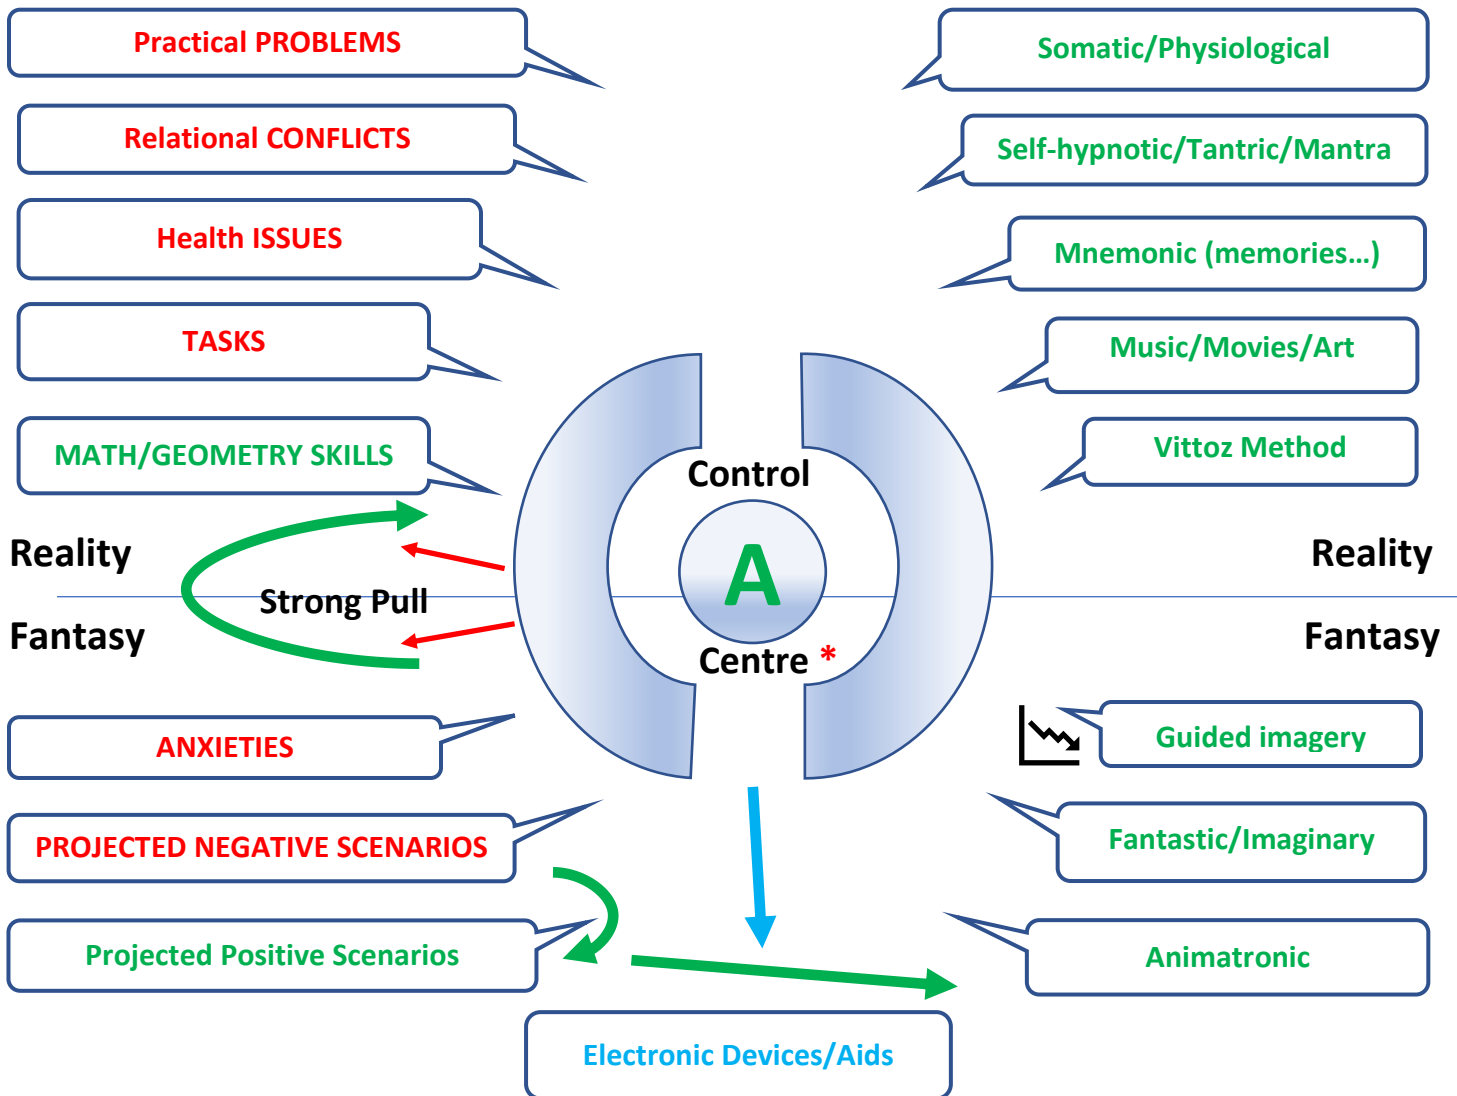 Practical PROBLEMS
Somatic/Physiological
Relational CONFLICTS
Self-hypnotic/Tantric/Mantra
Health ISSUES
Mnemonic (memories…)
TASKS
Music/Movies/Art
MATH/GEOMETRY SKILLS
Vittoz Method
Control
A
Centre *
Reality
Reality
Strong Pull
Fantasy
Fantasy
ANXIETIES
Guided imagery
PROJECTED NEGATIVE SCENARIOS
Fantastic/Imaginary
Projected Positive Scenarios
Animatronic
Electronic Devices/Aids